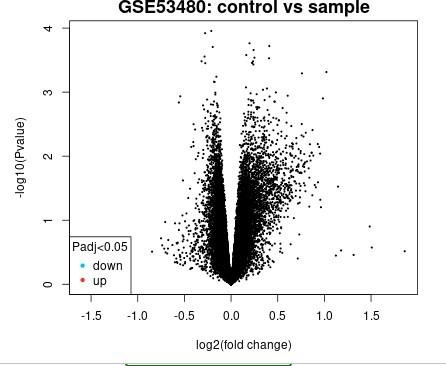 GSE53480: control vs sample
-log10(Pvalue)
4
3
2
1
0
Padj<0.05
down
up
-1.5 -1.0 -0.5 0.0 0.5 1.0 1.5
log2(fold change)